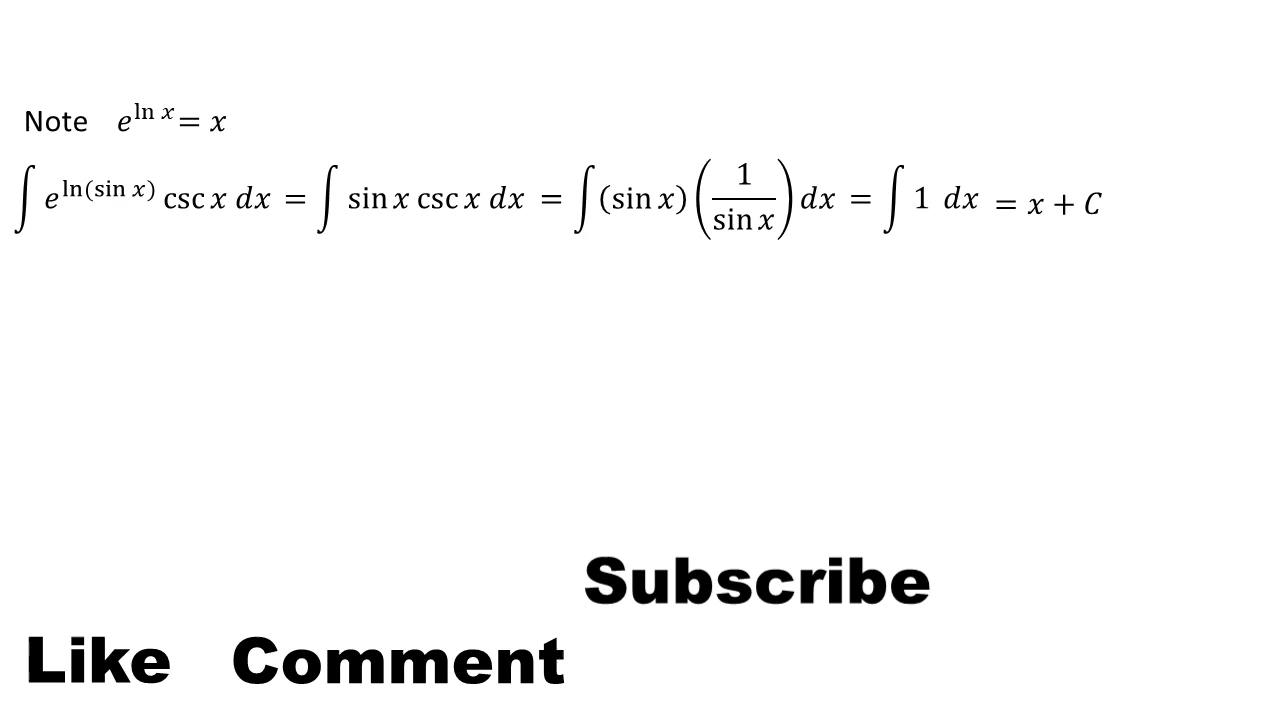 Note e^{ln x} = x
∫ e^{ln(sin x)} csc x dx = ∫ sin x csc x dx = ∫ (sin x) (1/sin x) dx = ∫ 1 dx = x + C
Subscribe
Like Comment